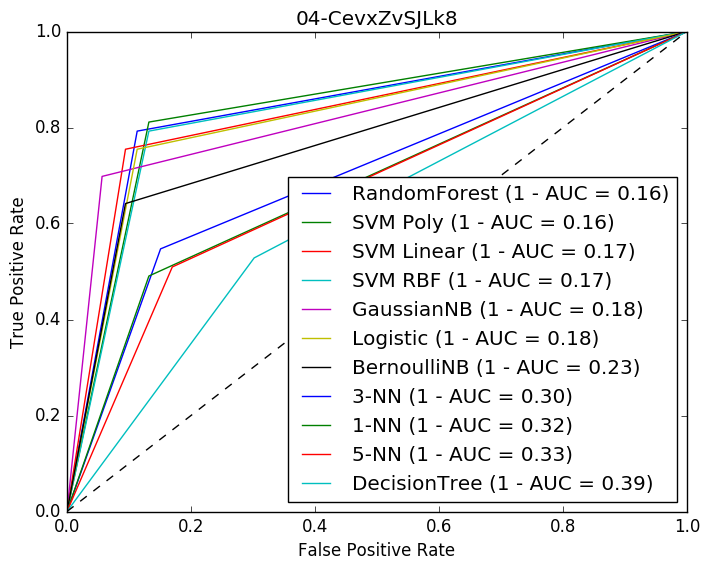 04-CevxZvSJLk8
1.0
0.8
0.6
0.4
0.2
0.0
True Positive Rate
RandomForest (1 - AUC = 0.16)
SVM Poly (1 - AUC = 0.16)
SVM Linear (1 - AUC = 0.17)
SVM RBF (1 - AUC = 0.17)
GaussianNB (1 - AUC = 0.18)
Logistic (1 - AUC = 0.18)
BernoulliNB (1 - AUC = 0.23)
3-NN (1 - AUC = 0.30)
1-NN (1 - AUC = 0.32)
5-NN (1 - AUC = 0.33)
DecisionTree (1 - AUC = 0.39)
0.0 0.2 0.4 0.6 0.8 1.0
False Positive Rate